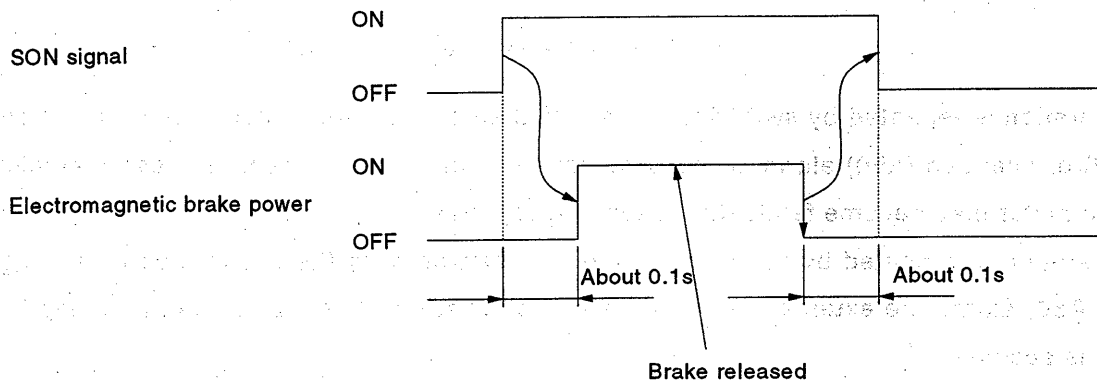 ON
SON signal
OFF
ON
Electromagnetic brake power
OFF
About 0.1s
About 0.1s
Brake released